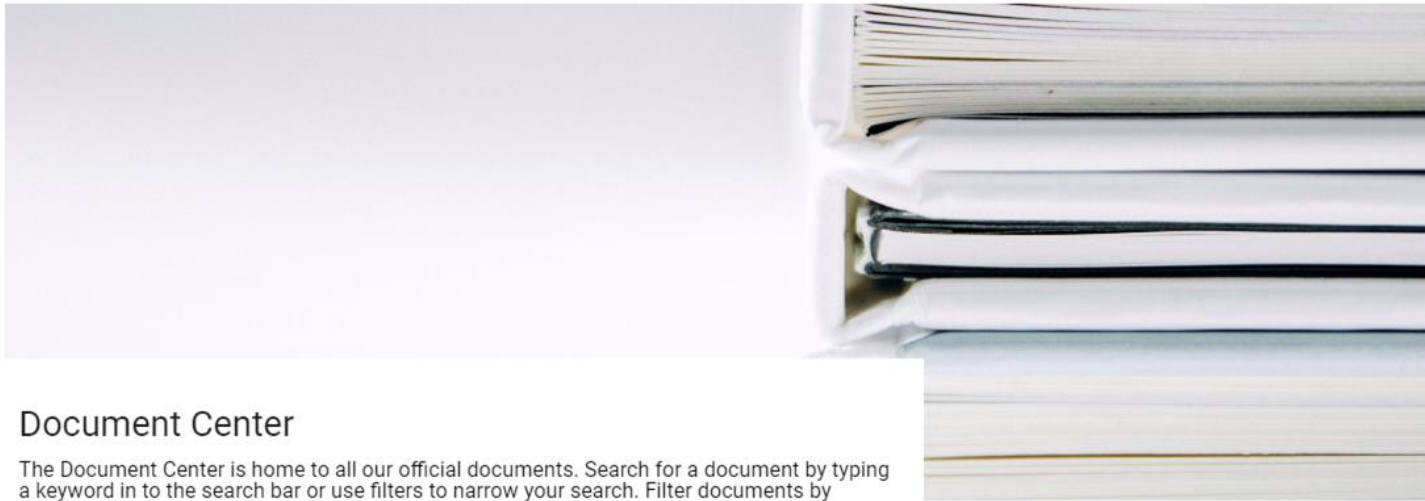 Document Center
The Document Center is home to all our official documents. Search for a document by typing
a keyword in to the search bar or use filters to narrow your search. Filter documents by